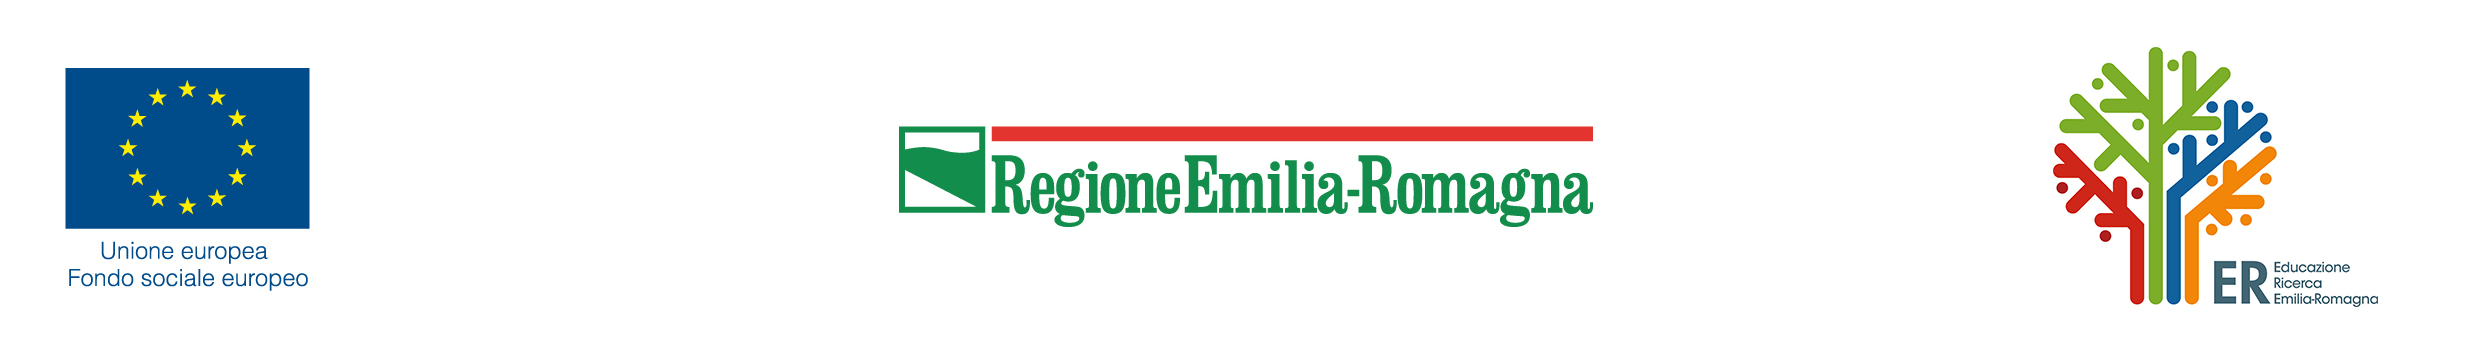 Unione europea
Fondo sociale europeo
RegioneEmilia-Romagna
ER
Educazione
Ricerca
Emilia-Romagna